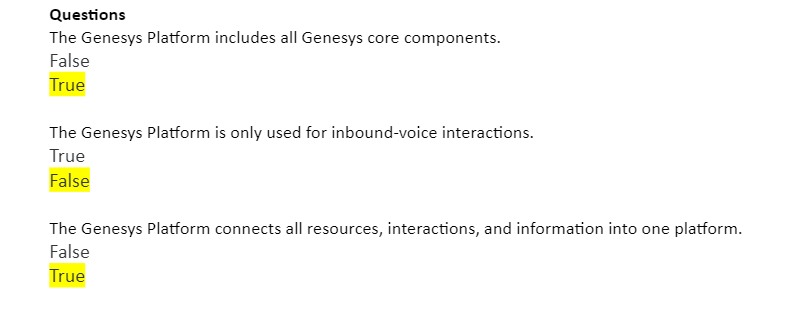 Questions
The Genesys Platform includes all Genesys core components.
False
True
The Genesys Platform is only used for inbound-voice interactions.
True
False
The Genesys Platform connects all resources, interactions, and information into one platform.
False
True